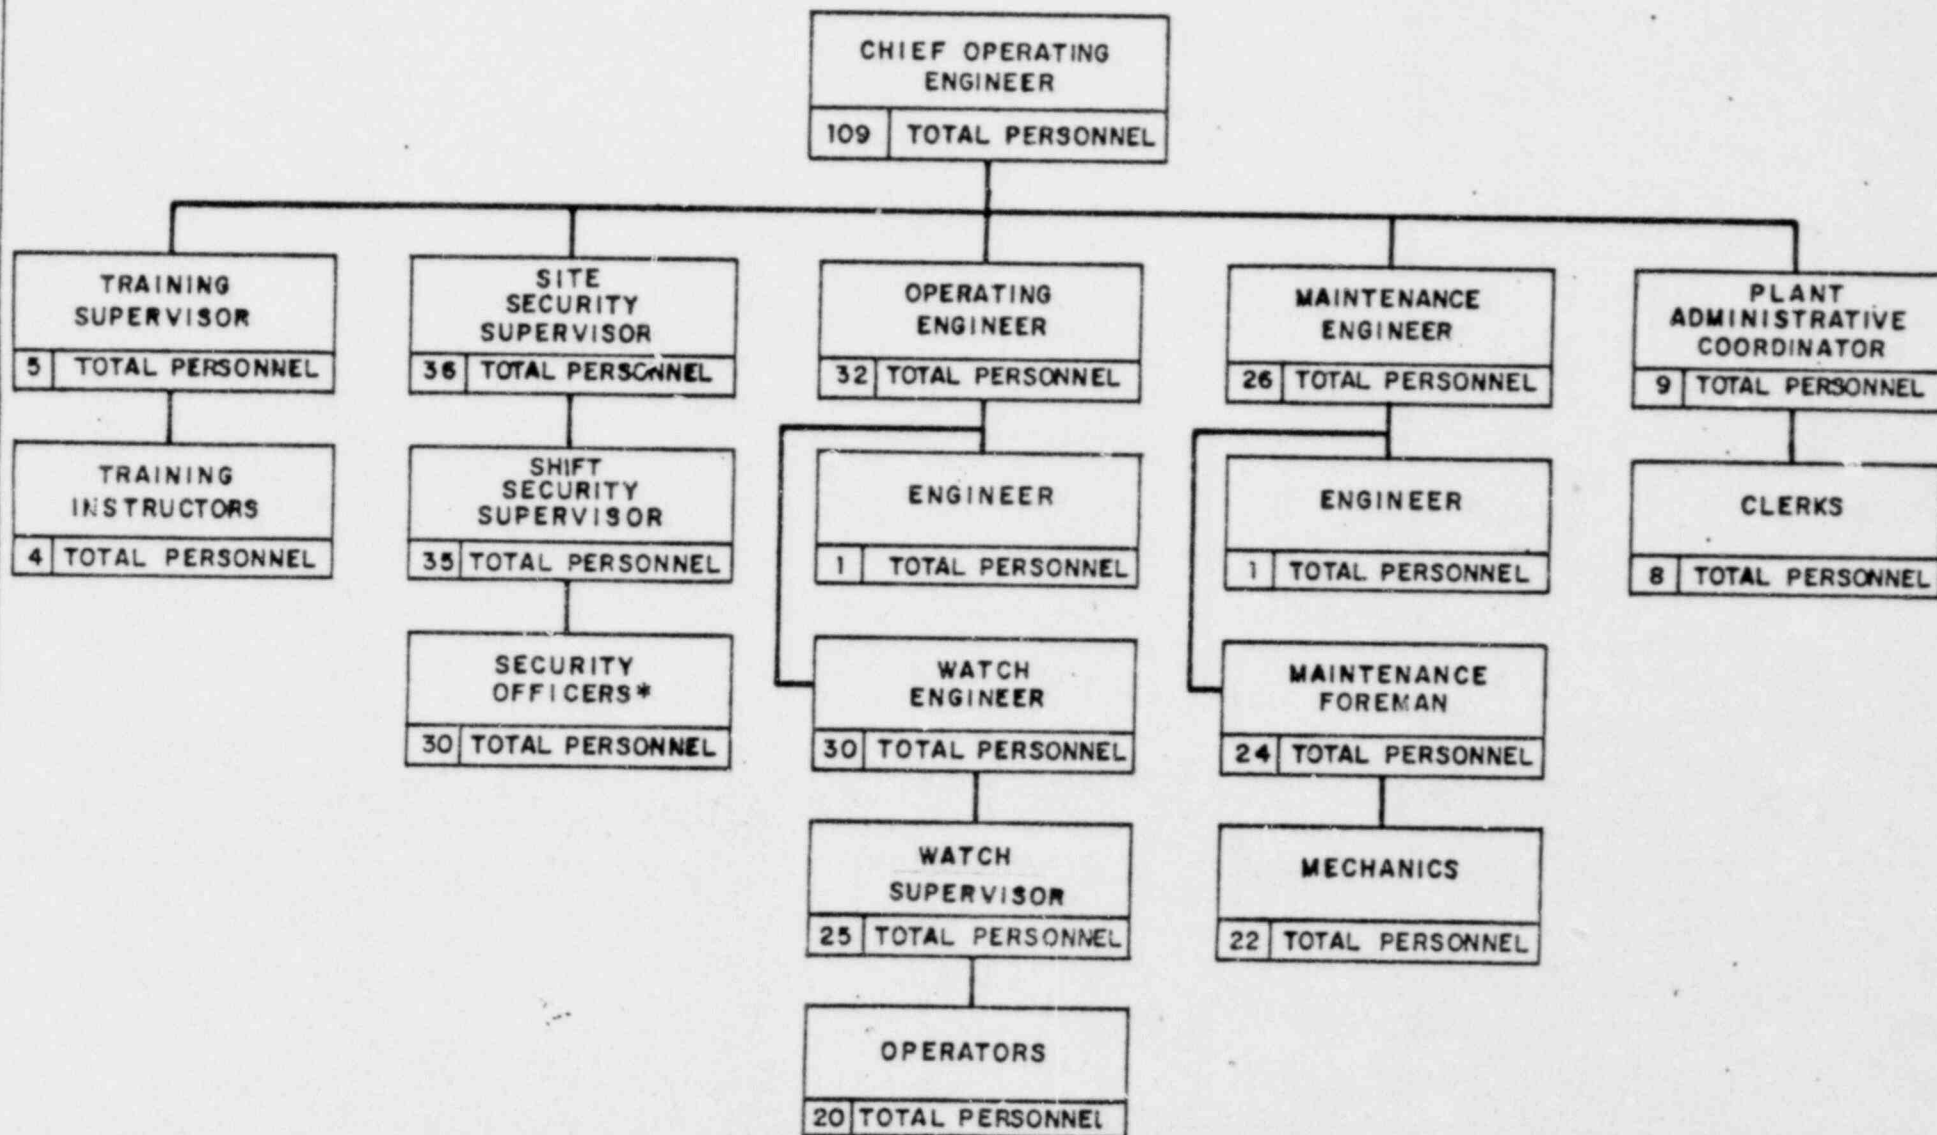 CHIEF OPERATING
ENGINEER
109 TOTAL PERSONNEL
TRAINING
SUPERVISOR
5 TOTAL PERSONNEL
SITE
SECURITY
SUPERVISOR
36 TOTAL PERSONNEL
OPERATING
ENGINEER
32 TOTAL PERSONNEL
MAINTENANCE
ENGINEER
26 TOTAL PERSONNEL
PLANT
ADMINISTRATIVE
COORDINATOR
9 TOTAL PERSONNEL
TRAINING
INSTRUCTORS
4 TOTAL PERSONNEL
SHIFT
SECURITY
SUPERVISOR
35 TOTAL PERSONNEL
ENGINEER
1 TOTAL PERSONNEL
ENGINEER
1 TOTAL PERSONNEL
CLERKS
8 TOTAL PERSONNEL
SECURITY
OFFICERS*
30 TOTAL PERSONNEL
WATCH
ENGINEER
30 TOTAL PERSONNEL
MAINTENANCE
FOREMAN
24 TOTAL PERSONNEL
WATCH
SUPERVISOR
25 TOTAL PERSONNEL
MECHANICS
22 TOTAL PERSONNEL
OPERATORS
20 TOTAL PERSONNEL